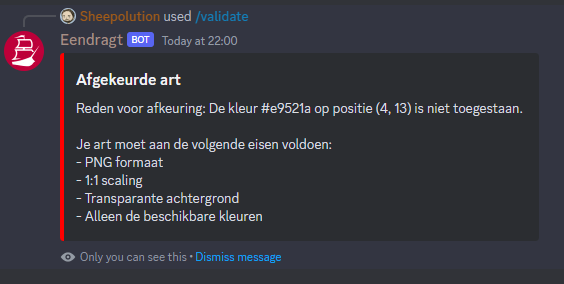 Sheepolution used /validate
Eendragt BOT Today at 22:00
Afgekeurde art
Reden voor afkeuring: De kleur #e9521a op positie (4, 13) is niet toegestaan.
Je art moet aan de volgende eisen voldoen:
- PNG formaat
- 1:1 scaling
- Transparante achtergrond
- Alleen de beschikbare kleuren
Only you can see this • Dismiss message